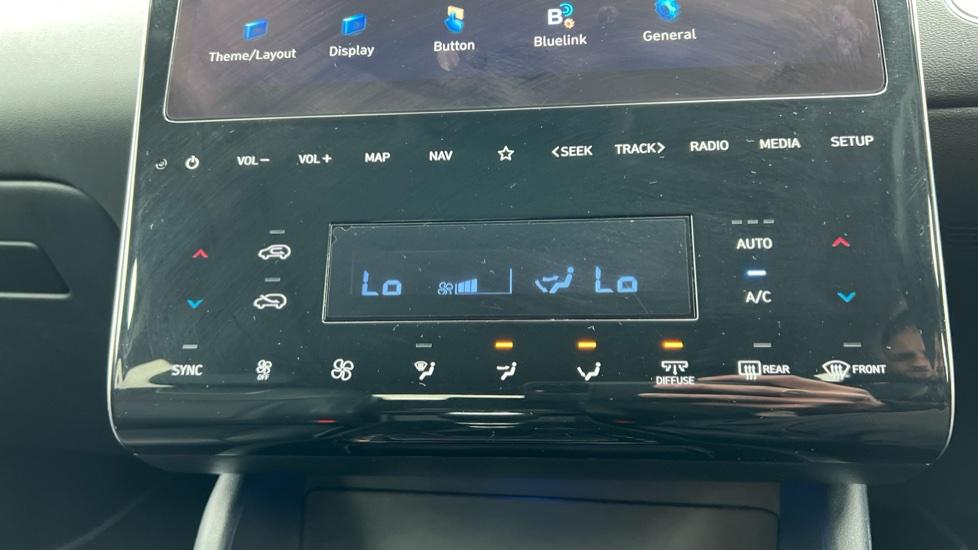 Theme/Layout Display Button Bluelink General
B
VOL− VOL+ MAP NAV <SEEK TRACK> RADIO MEDIA SETUP
AUTO
Lo Lo
A/C
SYNC OFF DIFFUSE REAR FRONT